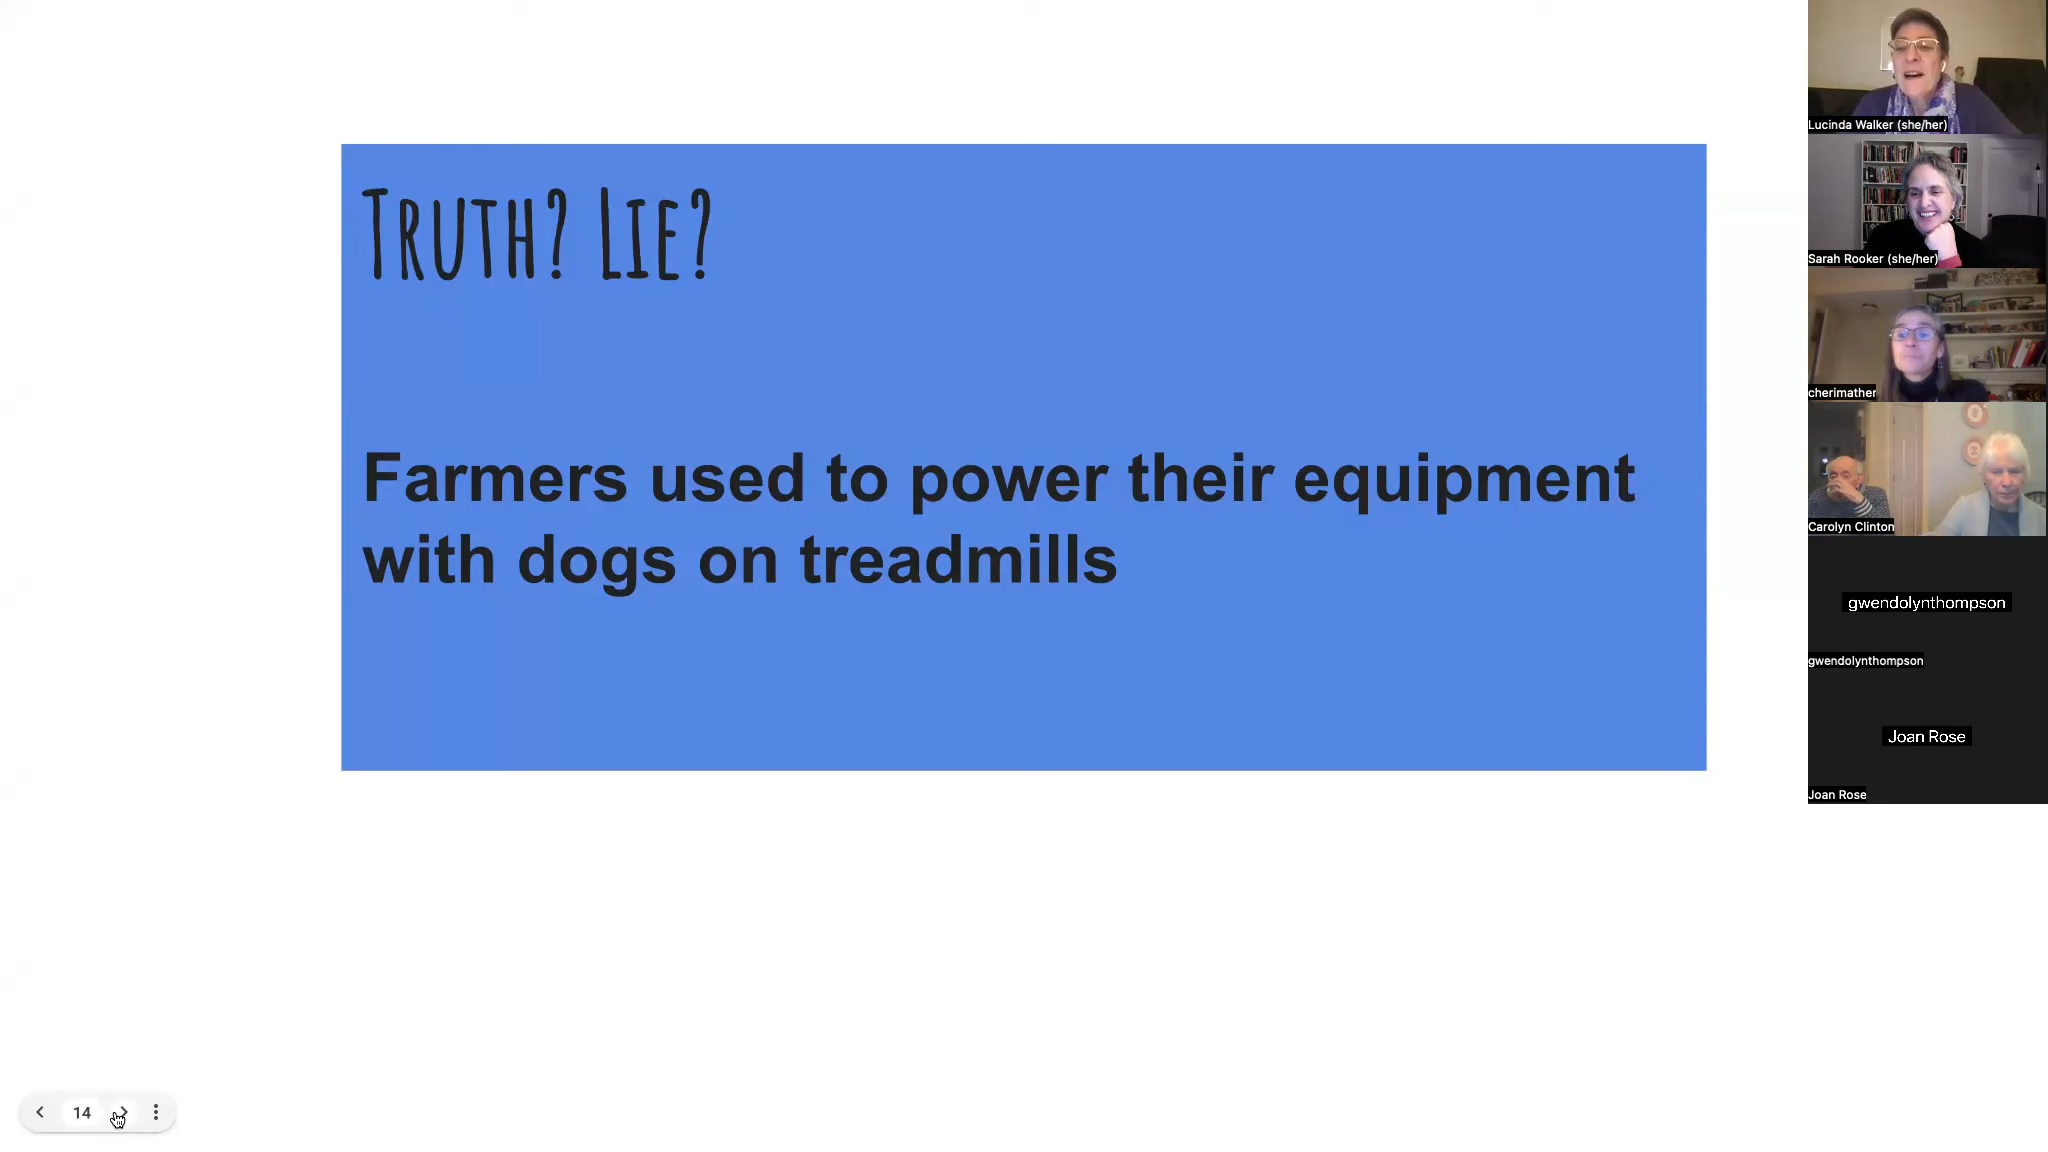 TRUTH? LIE?
Farmers used to power their equipment
with dogs on treadmills
Lucinda Walker (she/her)
Sarah Rooker (she/her)
cherimather
Carolyn Clinton
gwendolynthompson
gwendolynthompson
Joan Rose
Joan Rose
14